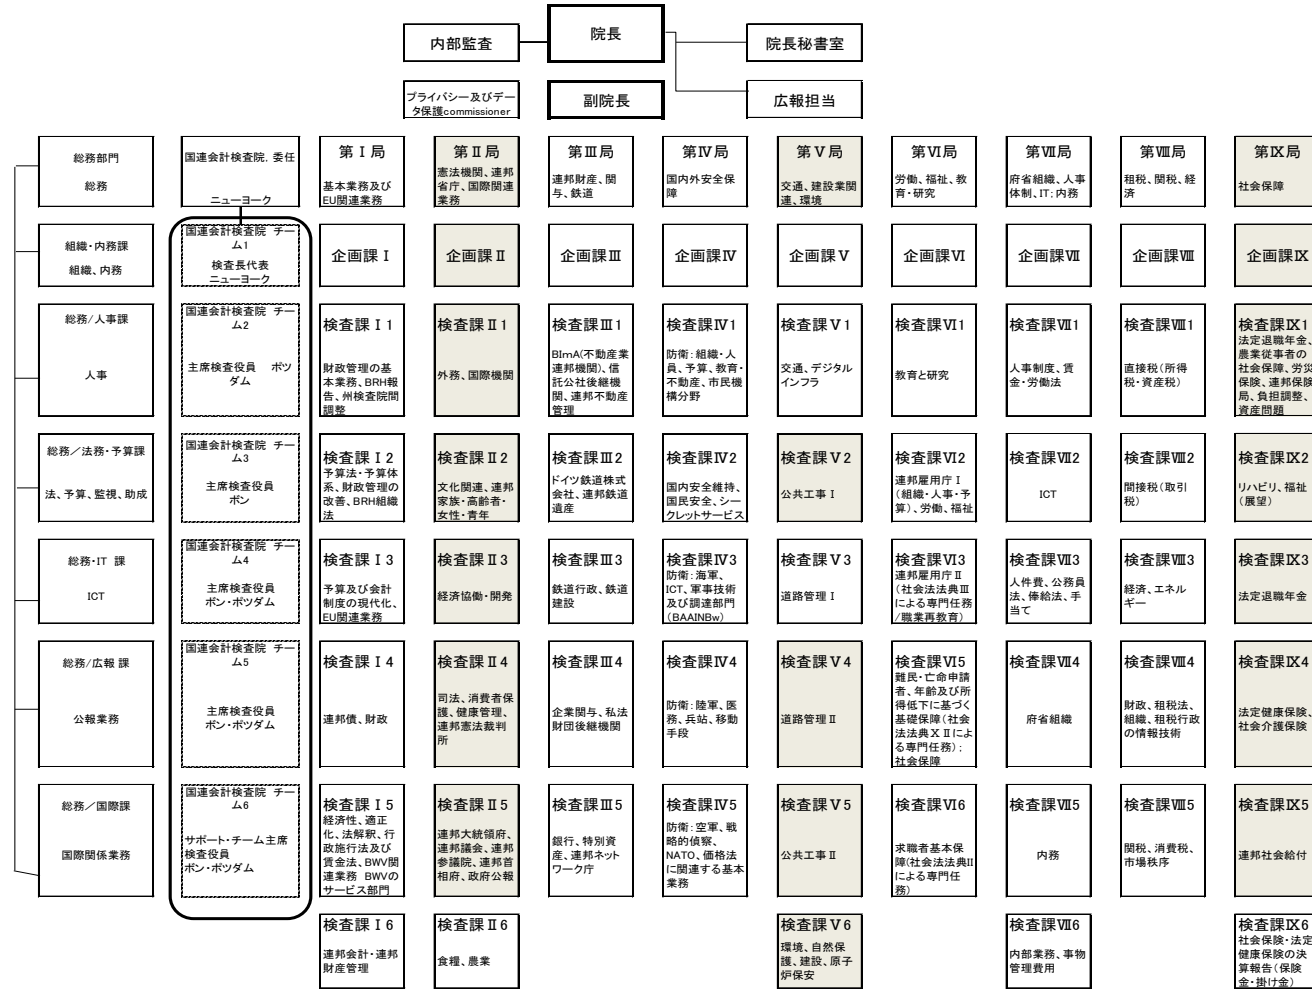 内部監査
院長
院長秘書室
プライバシー及びデー
タ保護commissioner
副院長
広報担当
総務部門
総務
国連会計検査院, 委任
ニューヨーク
第Ⅰ局
基本業務及び
EU関連業務
第Ⅱ局
憲法機関、連邦
省庁、国際関連
業務
第Ⅲ局
連邦財産、関
与、鉄道
第Ⅳ局
国内外安全保
障
第Ⅴ局
交通、建設業関
連、環境
第Ⅵ局
労働、福祉、教
育・研究
第Ⅶ局
府省組織、人事
体制、IT; 内務
第Ⅷ局
租税、関税、経
済
第Ⅸ局
社会保障
組織・内務課
組織、内務
国連会計検査院 チー
ム1
検査長代表
ニューヨーク
企画課Ⅰ
企画課Ⅱ
企画課Ⅲ
企画課Ⅳ
企画課Ⅴ
企画課Ⅵ
企画課Ⅶ
企画課Ⅷ
企画課Ⅸ
総務/人事課
人事
国連会計検査院 チー
ム2
主席検査役員 ポツ
ダム
検査課Ⅰ1
財政管理の基
本業務、BRH報
告、州検査院間
調整
検査課Ⅱ1
外務、国際機関
検査課Ⅲ1
BImA(不動産業
連邦機関)、信
託公社後継機
関、連邦不動産
管理
検査課Ⅳ1
防衛: 組織・人
員、予算、教育・
不動産、市民機
構分野
検査課Ⅴ1
交通、デジタル
インフラ
検査課Ⅵ1
教育と研究
検査課Ⅶ1
人事制度、賃
金・労働法
検査課Ⅷ1
直接税(所得
税・資産税)
検査課Ⅸ1
法定退職年金、
農業従事者の
社会保障、労災
保険、連邦保険
局、負担調整、
資産問題
総務／法務・予算課
法、予算、監視、助成
国連会計検査院 チー
ム3
主席検査役員
ボン
検査課Ⅰ2
予算法・予算体
系、財政管理の
改善、BRH組織
法
検査課Ⅱ2
文化関連、連邦
家族・高齢者・
女性・青年
検査課Ⅲ2
ドイツ鉄道株式
会社、連邦鉄道
遺産
検査課Ⅳ2
国内安全維持、
国民安全、シー
クレットサービス
検査課Ⅴ2
公共工事Ⅰ
検査課Ⅵ2
連邦雇用庁Ⅰ
(組織・人事・予
算)、労働、福祉
検査課Ⅶ2
ICT
検査課Ⅷ2
間接税(取引
税)
検査課Ⅸ2
リハビリ、福祉
(展望)
総務・IT 課
ICT
国連会計検査院 チー
ム4
主席検査役員
ボン・ポツダム
検査課Ⅰ3
予算及び会計
制度の現代化、
EU関連業務
検査課Ⅱ3
経済協働・開発
検査課Ⅲ3
鉄道行政、鉄道
建設
検査課Ⅳ3
防衛: 海軍、
ICT、軍事技術
及び調達部門
(BAAINBw)
検査課Ⅴ3
道路管理Ⅰ
検査課Ⅵ3
連邦雇用庁Ⅱ
(社会法法典Ⅲ
による専門任務
/職業再教育)
検査課Ⅶ3
人件費、公務員
法、俸給法、手
当て
検査課Ⅷ3
経済、エネル
ギー
検査課Ⅸ3
法定退職年金
総務/広報 課
公報業務
国連会計検査院 チー
ム5
主席検査役員
ボン・ポツダム
検査課Ⅰ4
連邦債、財政
検査課Ⅱ4
司法、消費者保
護、健康管理、
連邦憲法裁判
所
検査課Ⅲ4
企業関与、私法
財団後継機関
検査課Ⅳ4
防衛: 陸軍、医
務、兵站、移動
手段
検査課Ⅴ4
道路管理Ⅱ
検査課Ⅵ5
難民・亡命申請
者、年齢及び所
得低下に基づく
基礎保障(社会
法法典ＸⅡによ
る専門任務);
社会保障
検査課Ⅶ4
府省組織
検査課Ⅷ4
財政、租税法、
組織、租税行政
の情報技術
検査課Ⅸ4
法定健康保険、
社会介護保険
総務／国際課
国際関係業務
国連会計検査院 チー
ム6
サポート・チーム主席
検査役員
ボン・ポツダム
検査課Ⅰ5
経済性、適正
化、法解釈、行
政施行法及び
賃金法、BWV関
連業務 BWVの
サービス部門
検査課Ⅱ5
連邦大統領府、
連邦議会、連邦
参議院、連邦首
相府、政府公報
検査課Ⅲ5
銀行、特別資
産、連邦ネット
ワーク庁
検査課Ⅳ5
防衛: 空軍、戦
略的偵察、
NATO、価格法
に関連する基本
業務
検査課Ⅴ5
公共工事Ⅱ
検査課Ⅵ6
求職者基本保
障(社会法法典Ⅱ
による専門任
務)
検査課Ⅶ5
内務
検査課Ⅷ5
関税、消費税、
市場秩序
検査課Ⅸ5
連邦社会給付
検査課Ⅰ6
連邦会計・連邦
財産管理
検査課Ⅱ6
食糧、農業
検査課Ⅴ6
環境、自然保
護、建設、原子
炉保安
検査課Ⅶ6
内部業務、事物
管理費用
検査課Ⅸ6
社会保険・法定
健康保険の決
算報告(保険
金・掛け金)